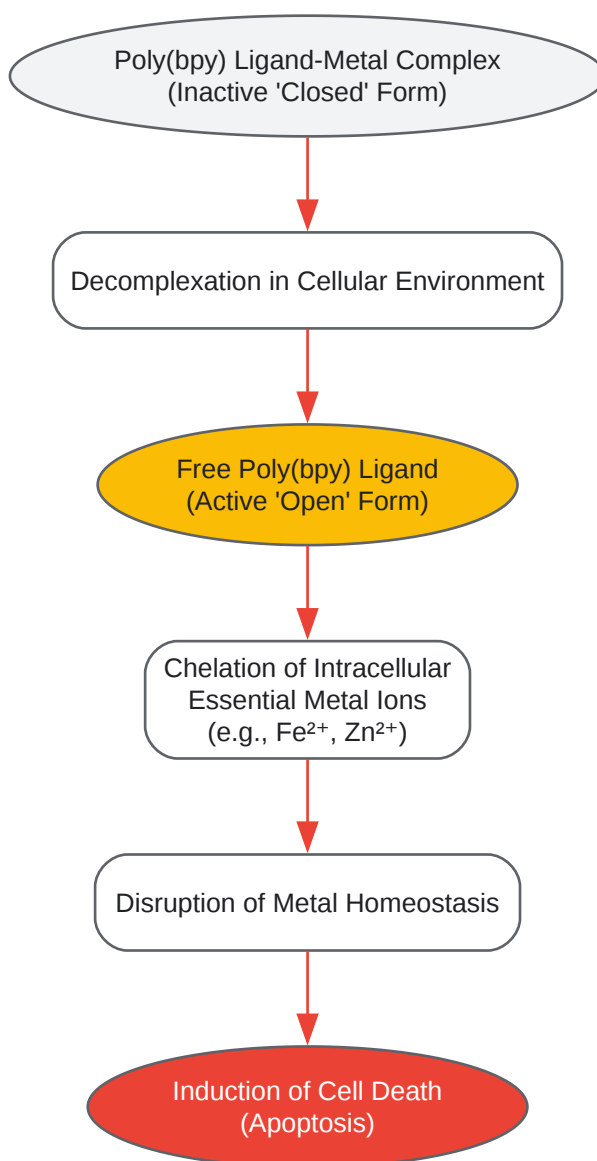 Poly(bpy) Ligand-Metal Complex
(Inactive 'Closed' Form)
Decomplexation in Cellular Environment
Free Poly(bpy) Ligand
(Active 'Open' Form)
Chelation of Intracellular
Essential Metal Ions
(e.g., Fe²⁺, Zn²⁺)
Disruption of Metal Homeostasis
Induction of Cell Death
(Apoptosis)